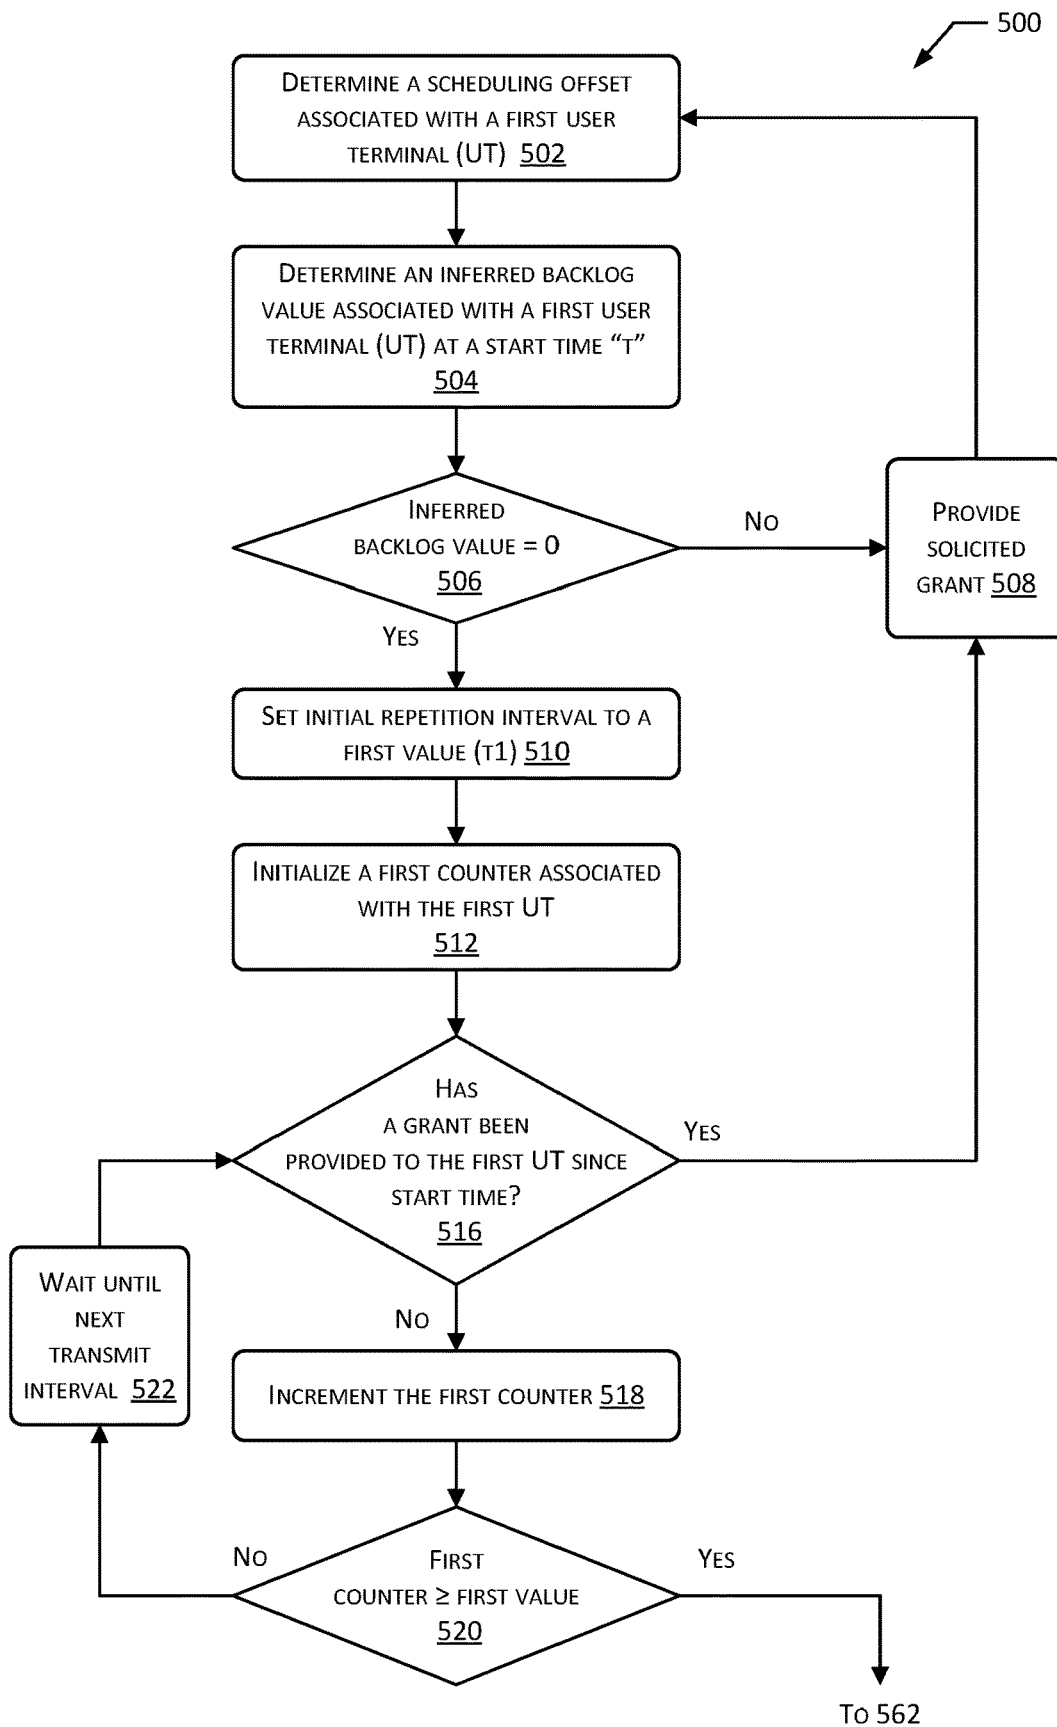 500
DETERMINE A SCHEDULING OFFSET
ASSOCIATED WITH A FIRST USER
TERMINAL (UT) 502
DETERMINE AN INFERRED BACKLOG
VALUE ASSOCIATED WITH A FIRST USER
TERMINAL (UT) AT A START TIME “T”
504
INFERRED
BACKLOG VALUE = 0
506
NO
YES
PROVIDE
SOLICITED
GRANT 508
SET INITIAL REPETITION INTERVAL TO A
FIRST VALUE (T1) 510
INITIALIZE A FIRST COUNTER ASSOCIATED
WITH THE FIRST UT
512
HAS
A GRANT BEEN
PROVIDED TO THE FIRST UT SINCE
START TIME?
516
YES
NO
WAIT UNTIL
NEXT
TRANSMIT
INTERVAL 522
INCREMENT THE FIRST COUNTER 518
FIRST
COUNTER ≥ FIRST VALUE
520
NO
YES
TO 562